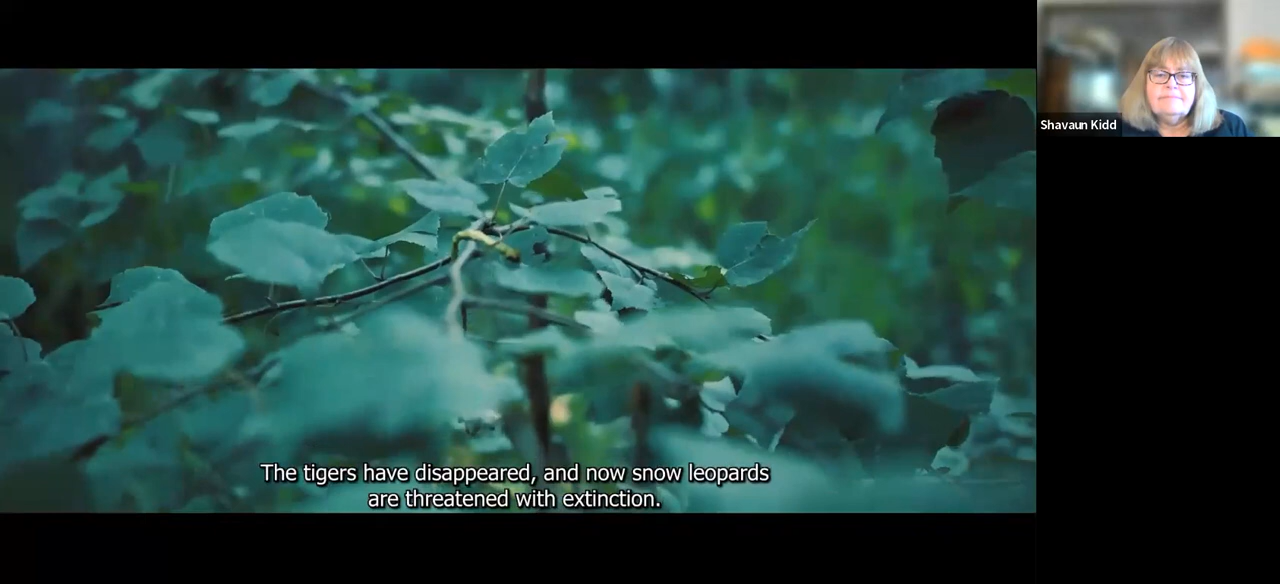 Shavaun Kidd
The tigers have disappeared, and now snow leopards
are threatened with extinction.